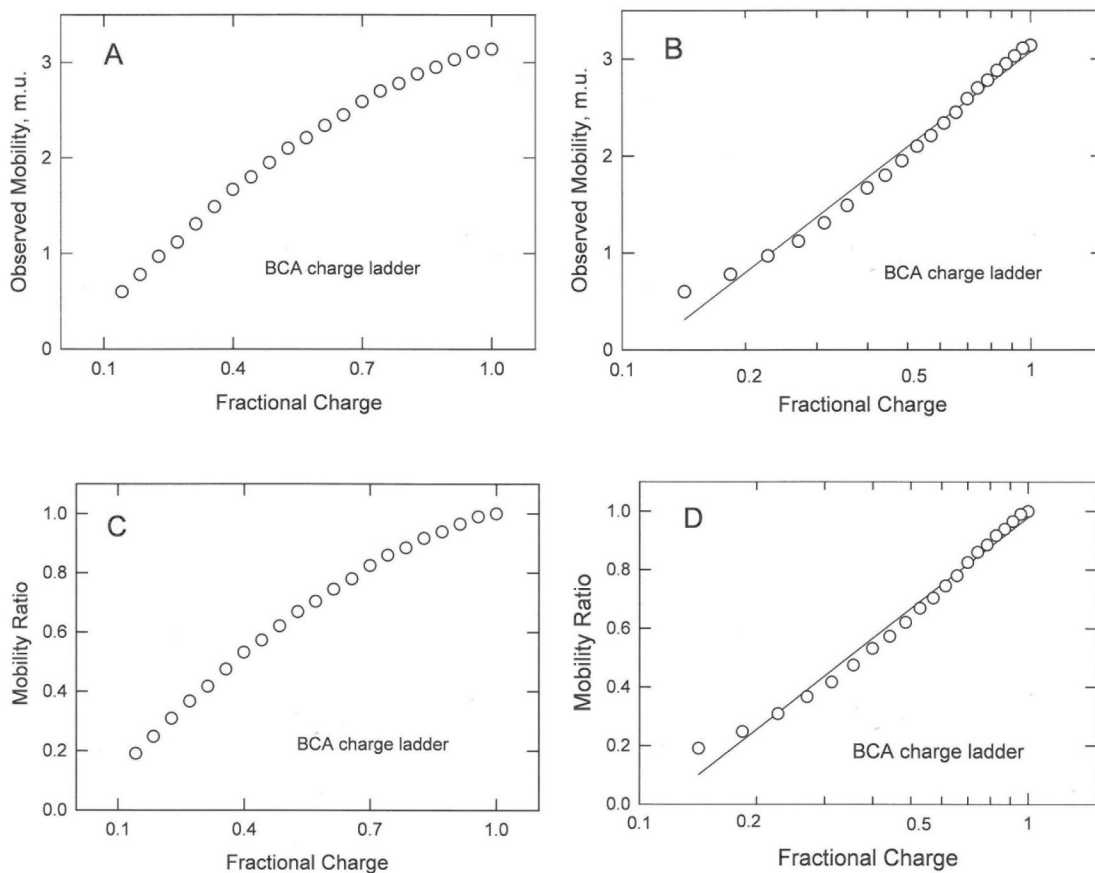 A
Observed Mobility, m.u.
3
2
1
0
BCA charge ladder
0.1 0.4 0.7 1.0
Fractional Charge
B
Observed Mobility, m.u.
3
2
1
0
BCA charge ladder
0.1 0.2 0.5 1
Fractional Charge
C
Mobility Ratio
1.0
0.8
0.6
0.4
0.2
0.0
BCA charge ladder
0.1 0.4 0.7 1.0
Fractional Charge
D
Mobility Ratio
1.0
0.8
0.6
0.4
0.2
0.0
BCA charge ladder
0.1 0.2 0.5 1
Fractional Charge